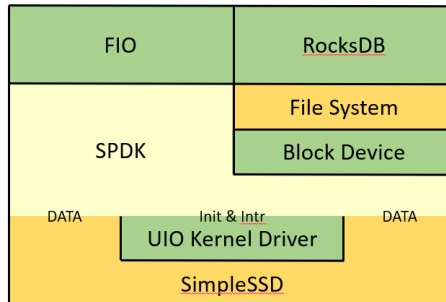 FIO
RocksDB
File System
SPDK
Block Device
DATA
Init & Intr
DATA
UIO Kernel Driver
SimpleSSD